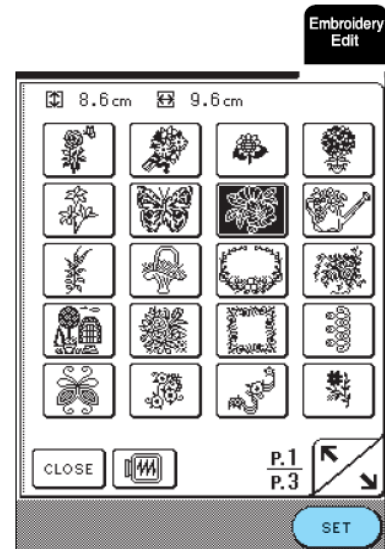 Embroidery
Edit
8.6cm 9.6cm
CLOSE
P.1
P.3
SET